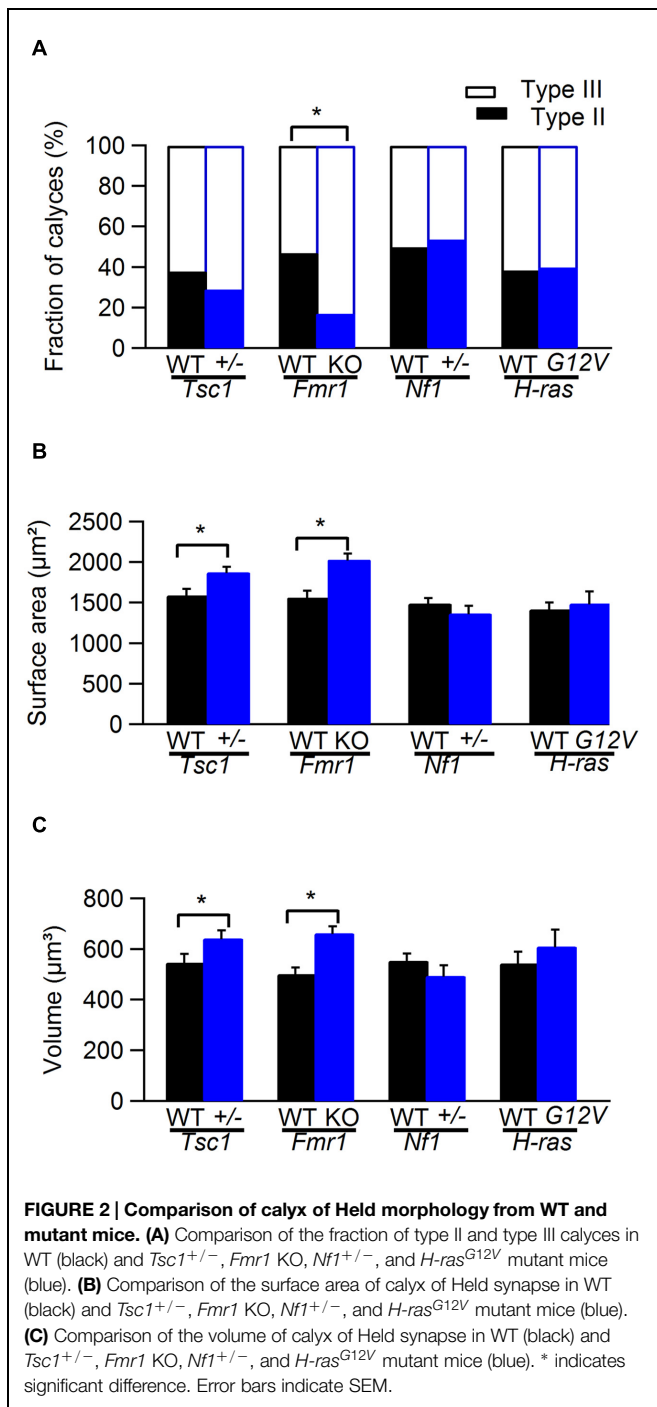 A
Type III
Type II
*
Fraction of calyces (%)
100
80
60
40
20
0
WT +/- WT KO WT +/- WT G12V
Tsc1 Fmr1 Nf1 H-ras
B
Surface area (µm²)
2500
2000
1500
1000
500
0
* *
WT +/- WT KO WT +/- WT G12V
Tsc1 Fmr1 Nf1 H-ras
C
Volume (µm³)
800
600
400
200
0
* *
WT +/- WT KO WT +/- WT G12V
Tsc1 Fmr1 Nf1 H-ras
FIGURE 2 | Comparison of calyx of Held morphology from WT and
mutant mice. (A) Comparison of the fraction of type II and type III calyces in
WT (black) and Tsc1+/−, Fmr1 KO, Nf1+/−, and H-rasG12V mutant mice
(blue). (B) Comparison of the surface area of calyx of Held synapse in WT
(black) and Tsc1+/−, Fmr1 KO, Nf1+/−, and H-rasG12V mutant mice (blue).
(C) Comparison of the volume of calyx of Held synapse in WT (black) and
Tsc1+/−, Fmr1 KO, Nf1+/−, and H-rasG12V mutant mice (blue). * indicates
significant difference. Error bars indicate SEM.